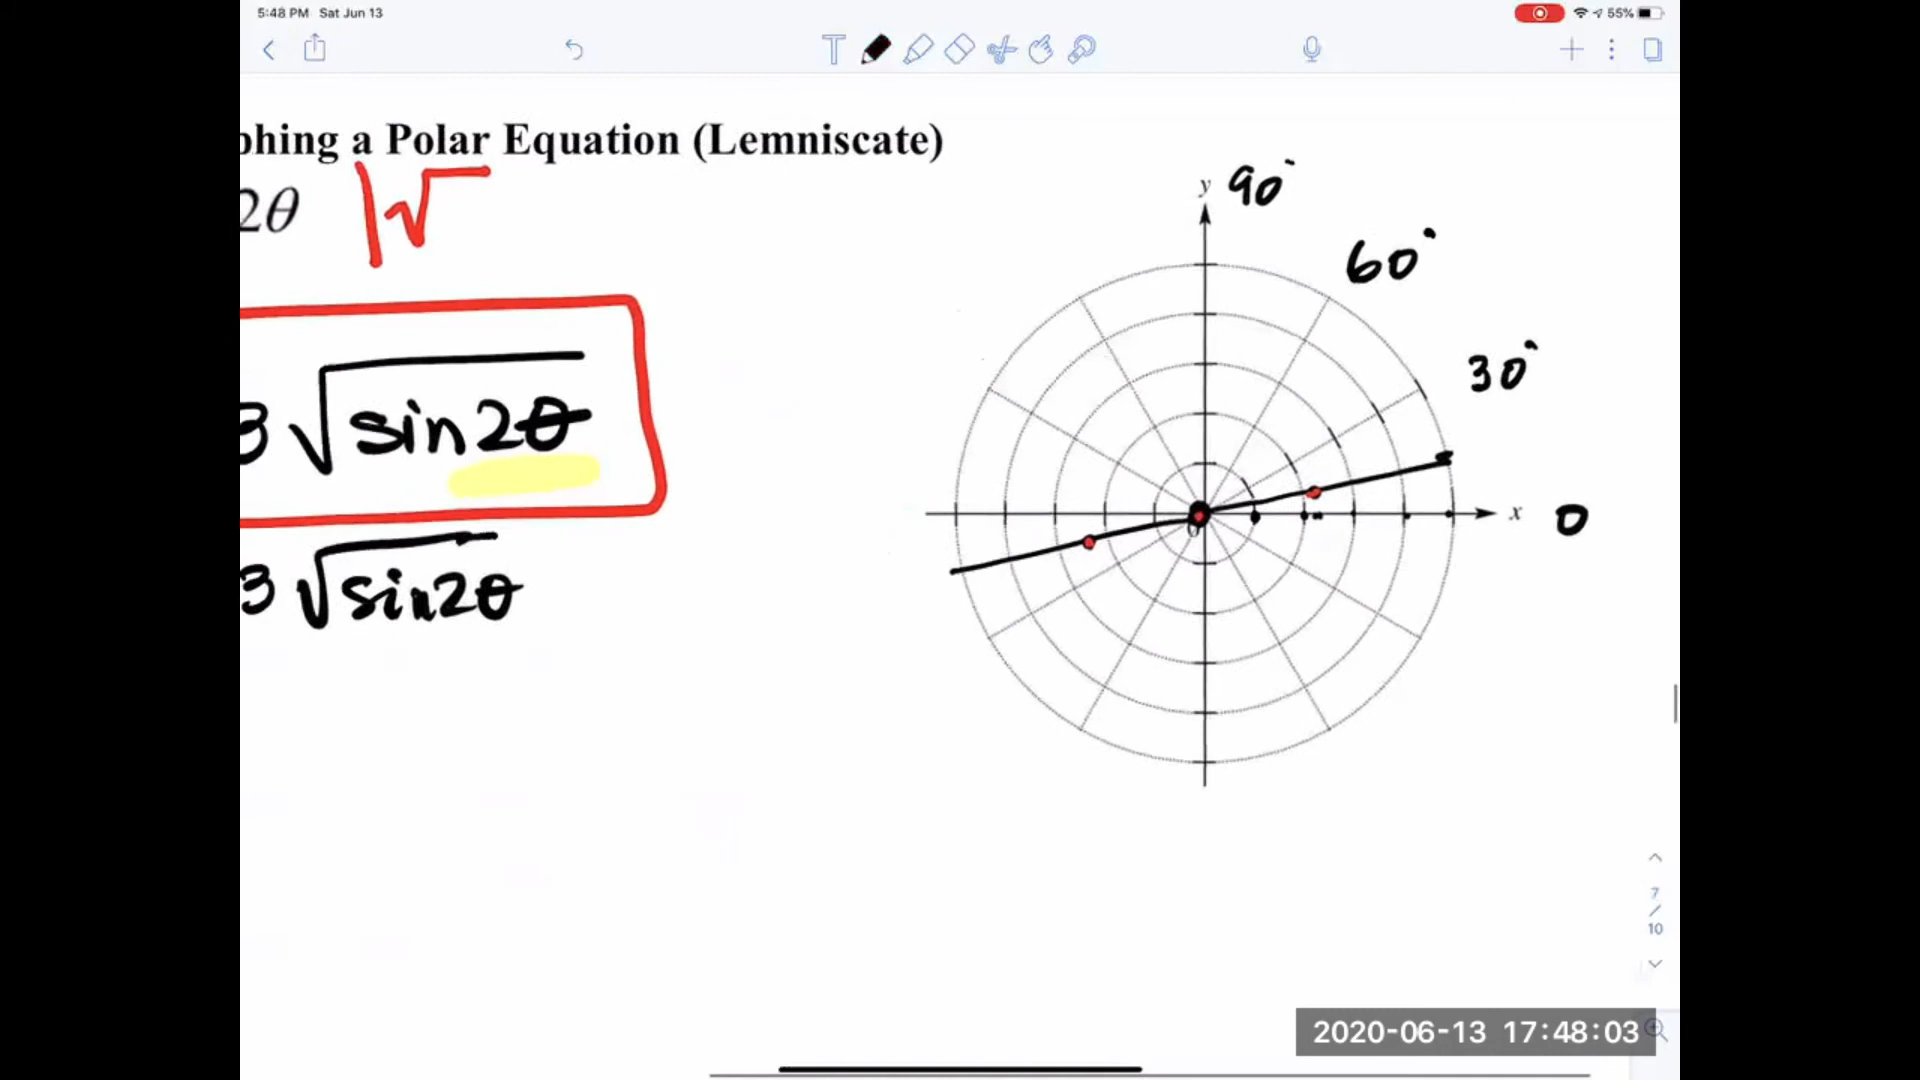 5:48 PM Sat Jun 13
55%
T
phing a Polar Equation (Lemniscate)
2θ
√
3√sin2θ
3√sin2θ
y 90°
60°
30°
x 0
0
7
/
10
2020-06-13 17:48:03